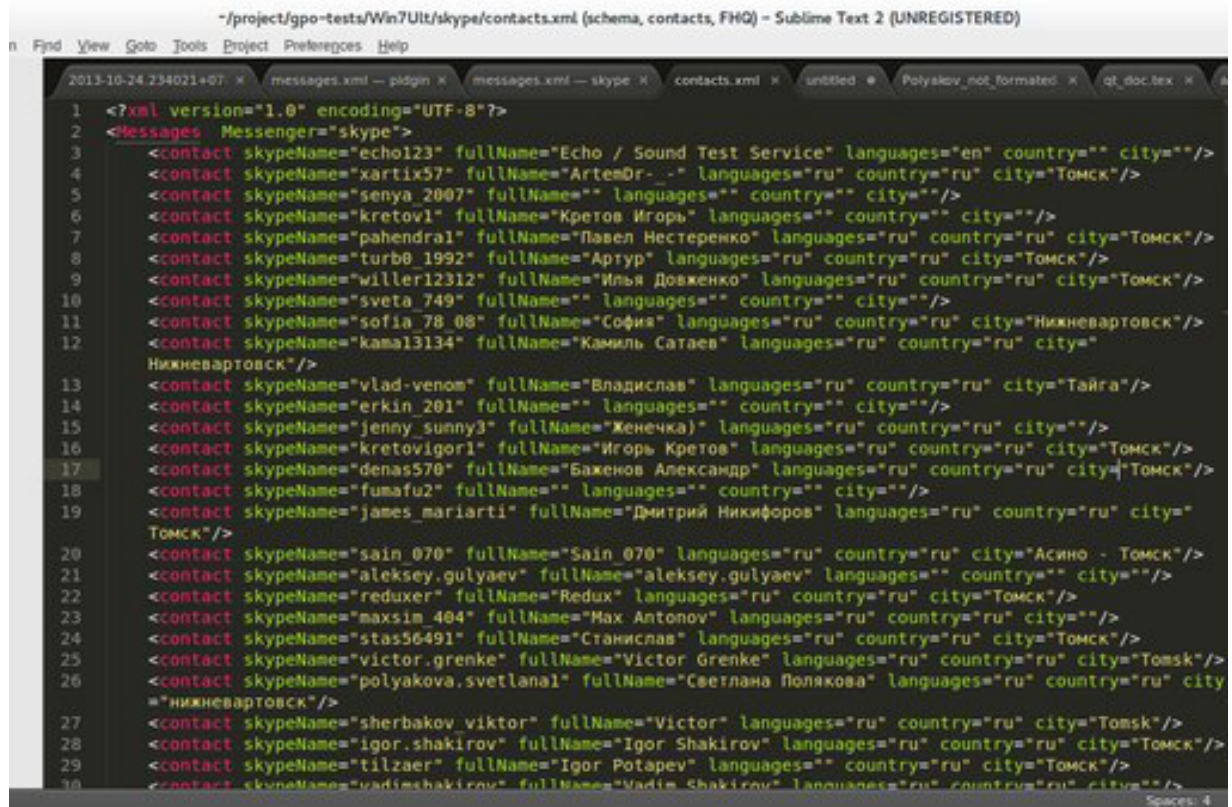 ~/project/gpo-tests/Win7Ult/skype/contacts.xml (schema, contacts, FHQ) - Sublime Text 2 (UNREGISTERED)
n Find View Goto Tools Project Preferences Help
2013-10-24.234021+07 × messages.xml — pidgin × messages.xml — skype × contacts.xml × untitled • Polyakov_not_formated × qt_doc.tex ×
1 <?xml version="1.0" encoding="UTF-8"?>
2 <Messages Messenger="skype">
3 <contact skypeName="echo123" fullName="Echo / Sound Test Service" languages="en" country="" city=""/>
4 <contact skypeName="xartix57" fullName="ArtemDr-_-" languages="ru" country="ru" city="Томск"/>
5 <contact skypeName="senya_2007" fullName="" languages="" country="" city=""/>
6 <contact skypeName="kretov1" fullName="Кретов Игорь" languages="" country="" city=""/>
7 <contact skypeName="pahendra1" fullName="Павел Нестеренко" languages="ru" country="ru" city="Томск"/>
8 <contact skypeName="turb0_1992" fullName="Артур" languages="ru" country="ru" city="Томск"/>
9 <contact skypeName="willer12312" fullName="Илья Довженко" languages="ru" country="ru" city="Томск"/>
10 <contact skypeName="sveta_749" fullName="" languages="" country="" city=""/>
11 <contact skypeName="sofia_78_08" fullName="София" languages="ru" country="ru" city="Нижневартовск"/>
12 <contact skypeName="kama13134" fullName="Камиль Сатаев" languages="ru" country="ru" city="
Нижневартовск"/>
13 <contact skypeName="vlad-venom" fullName="Владислав" languages="ru" country="ru" city="Тайга"/>
14 <contact skypeName="erkin_201" fullName="" languages="" country="" city=""/>
15 <contact skypeName="jenny_sunny3" fullName="Женечка)" languages="ru" country="ru" city=""/>
16 <contact skypeName="kretovigor1" fullName="Игорь Кретов" languages="ru" country="ru" city="Томск"/>
17 <contact skypeName="denas570" fullName="Баженов Александр" languages="ru" country="ru" city="Томск"/>
18 <contact skypeName="fumafu2" fullName="" languages="" country="" city=""/>
19 <contact skypeName="james_mariarti" fullName="Дмитрий Никифоров" languages="ru" country="ru" city="
Томск"/>
20 <contact skypeName="sain_070" fullName="Sain_070" languages="ru" country="ru" city="Асино - Томск"/>
21 <contact skypeName="aleksey.gulyaev" fullName="aleksey.gulyaev" languages="" country="" city=""/>
22 <contact skypeName="reduxer" fullName="Redux" languages="ru" country="ru" city="Томск"/>
23 <contact skypeName="maxsim_404" fullName="Max Antonov" languages="ru" country="ru" city=""/>
24 <contact skypeName="stas56491" fullName="Станислав" languages="ru" country="ru" city="Томск"/>
25 <contact skypeName="victor.grenke" fullName="Victor Grenke" languages="ru" country="ru" city="Tomsk"/>
26 <contact skypeName="polyakova.svetlana1" fullName="Светлана Полякова" languages="ru" country="ru" city
="нижневартовск"/>
27 <contact skypeName="sherbakov_viktor" fullName="Victor" languages="ru" country="ru" city="Tomsk"/>
28 <contact skypeName="igor.shakirov" fullName="Igor Shakirov" languages="ru" country="ru" city="Томск"/>
29 <contact skypeName="tilzaer" fullName="Igor Potapev" languages="ru" country="ru" city="Томск"/>
30 <contact skypeName="vadimshakirov" fullName="Vadim Shakirov" languages="ru" country="ru" city=""/>
Spaces: 4